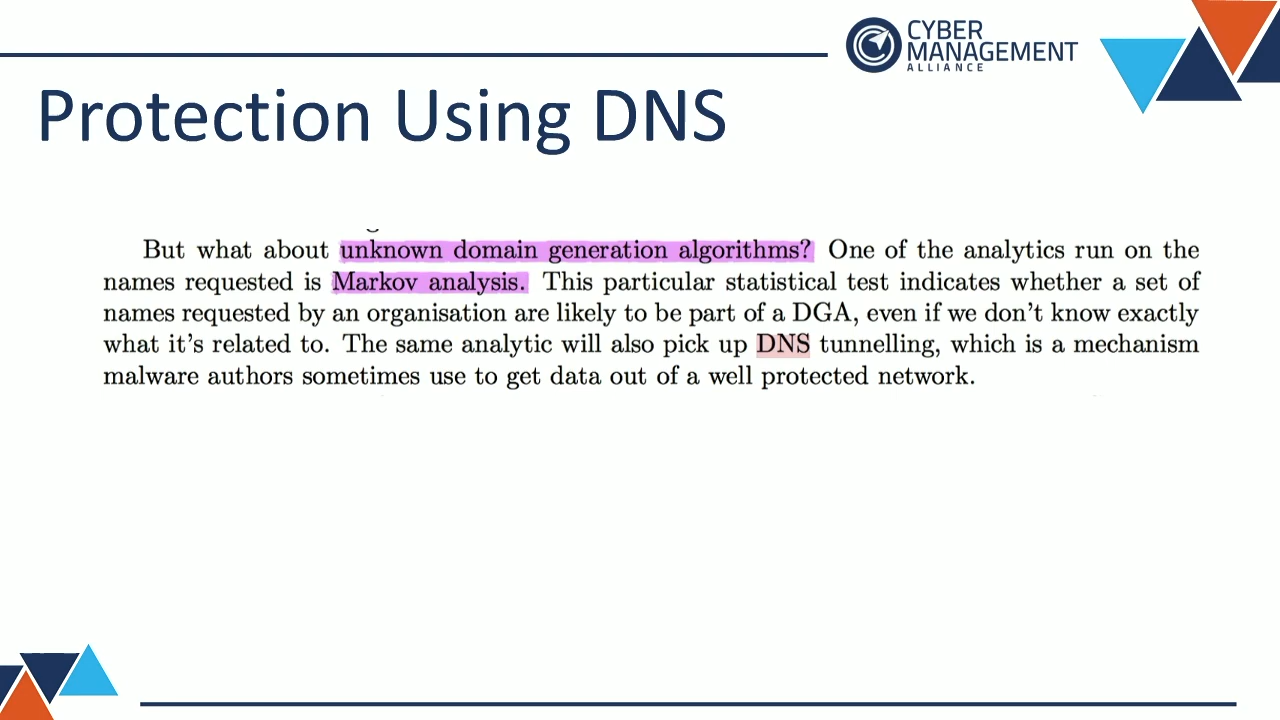 CYBER
MANAGEMENT
ALLIANCE
Protection Using DNS
But what about unknown domain generation algorithms? One of the analytics run on the
names requested is Markov analysis. This particular statistical test indicates whether a set of
names requested by an organisation are likely to be part of a DGA, even if we don't know exactly
what it's related to. The same analytic will also pick up DNS tunnelling, which is a mechanism
malware authors sometimes use to get data out of a well protected network.